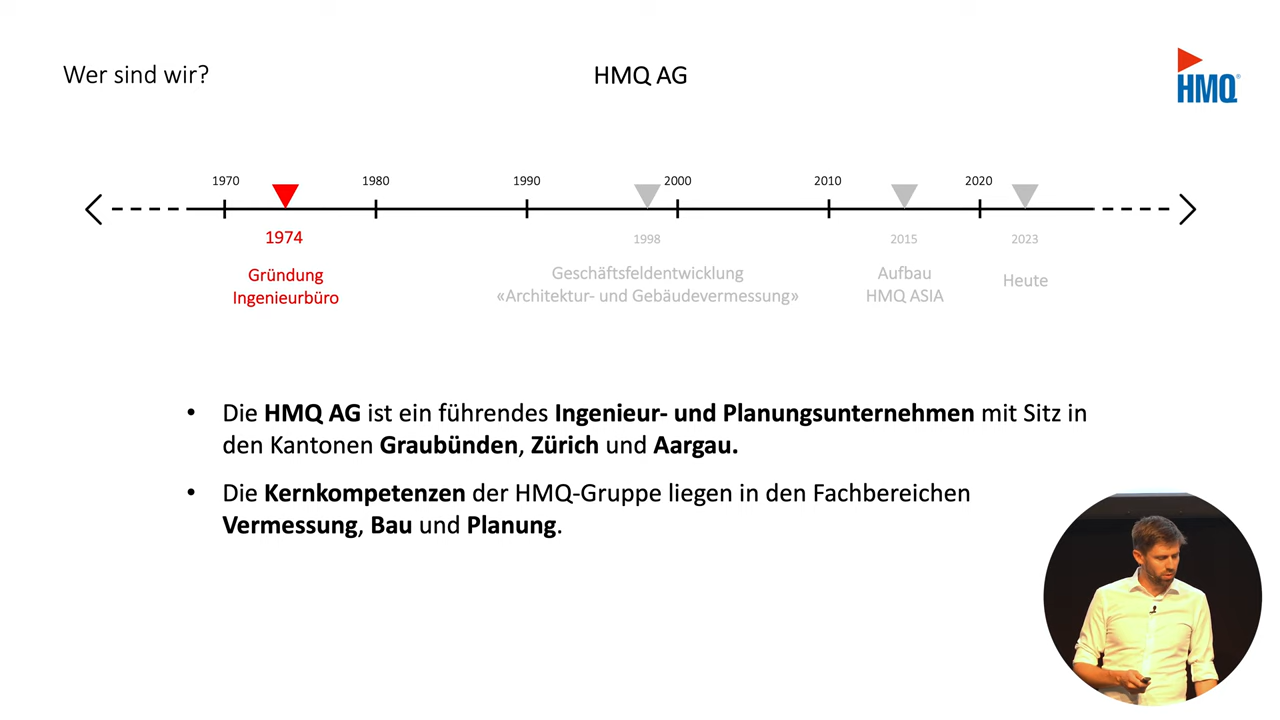 Wer sind wir?
HMQ AG
HMQ®
1970
1980
1990
2000
2010
2020
1974
1998
2015
2023
Gründung
Ingenieurbüro
Geschäftsfeldentwicklung
«Architektur- und Gebäudevermessung»
Aufbau
HMQ ASIA
Heute
• Die HMQ AG ist ein führendes Ingenieur- und Planungsunternehmen mit Sitz in
den Kantonen Graubünden, Zürich und Aargau.
• Die Kernkompetenzen der HMQ-Gruppe liegen in den Fachbereichen
Vermessung, Bau und Planung.